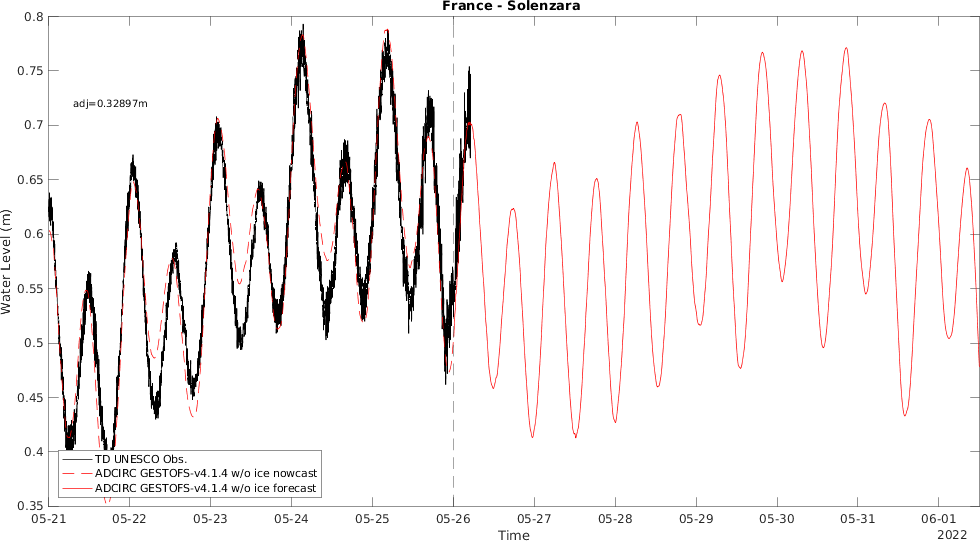 France - Solenzara
0.8
0.75
0.7
0.65
0.6
0.55
0.5
0.45
0.4
0.35
Water Level (m)
adj=0.32897m
TD UNESCO Obs.
ADCIRC GESTOFS-v4.1.4 w/o ice nowcast
ADCIRC GESTOFS-v4.1.4 w/o ice forecast
05-21 05-22 05-23 05-24 05-25 05-26 05-27 05-28 05-29 05-30 05-31 06-01
Time
2022